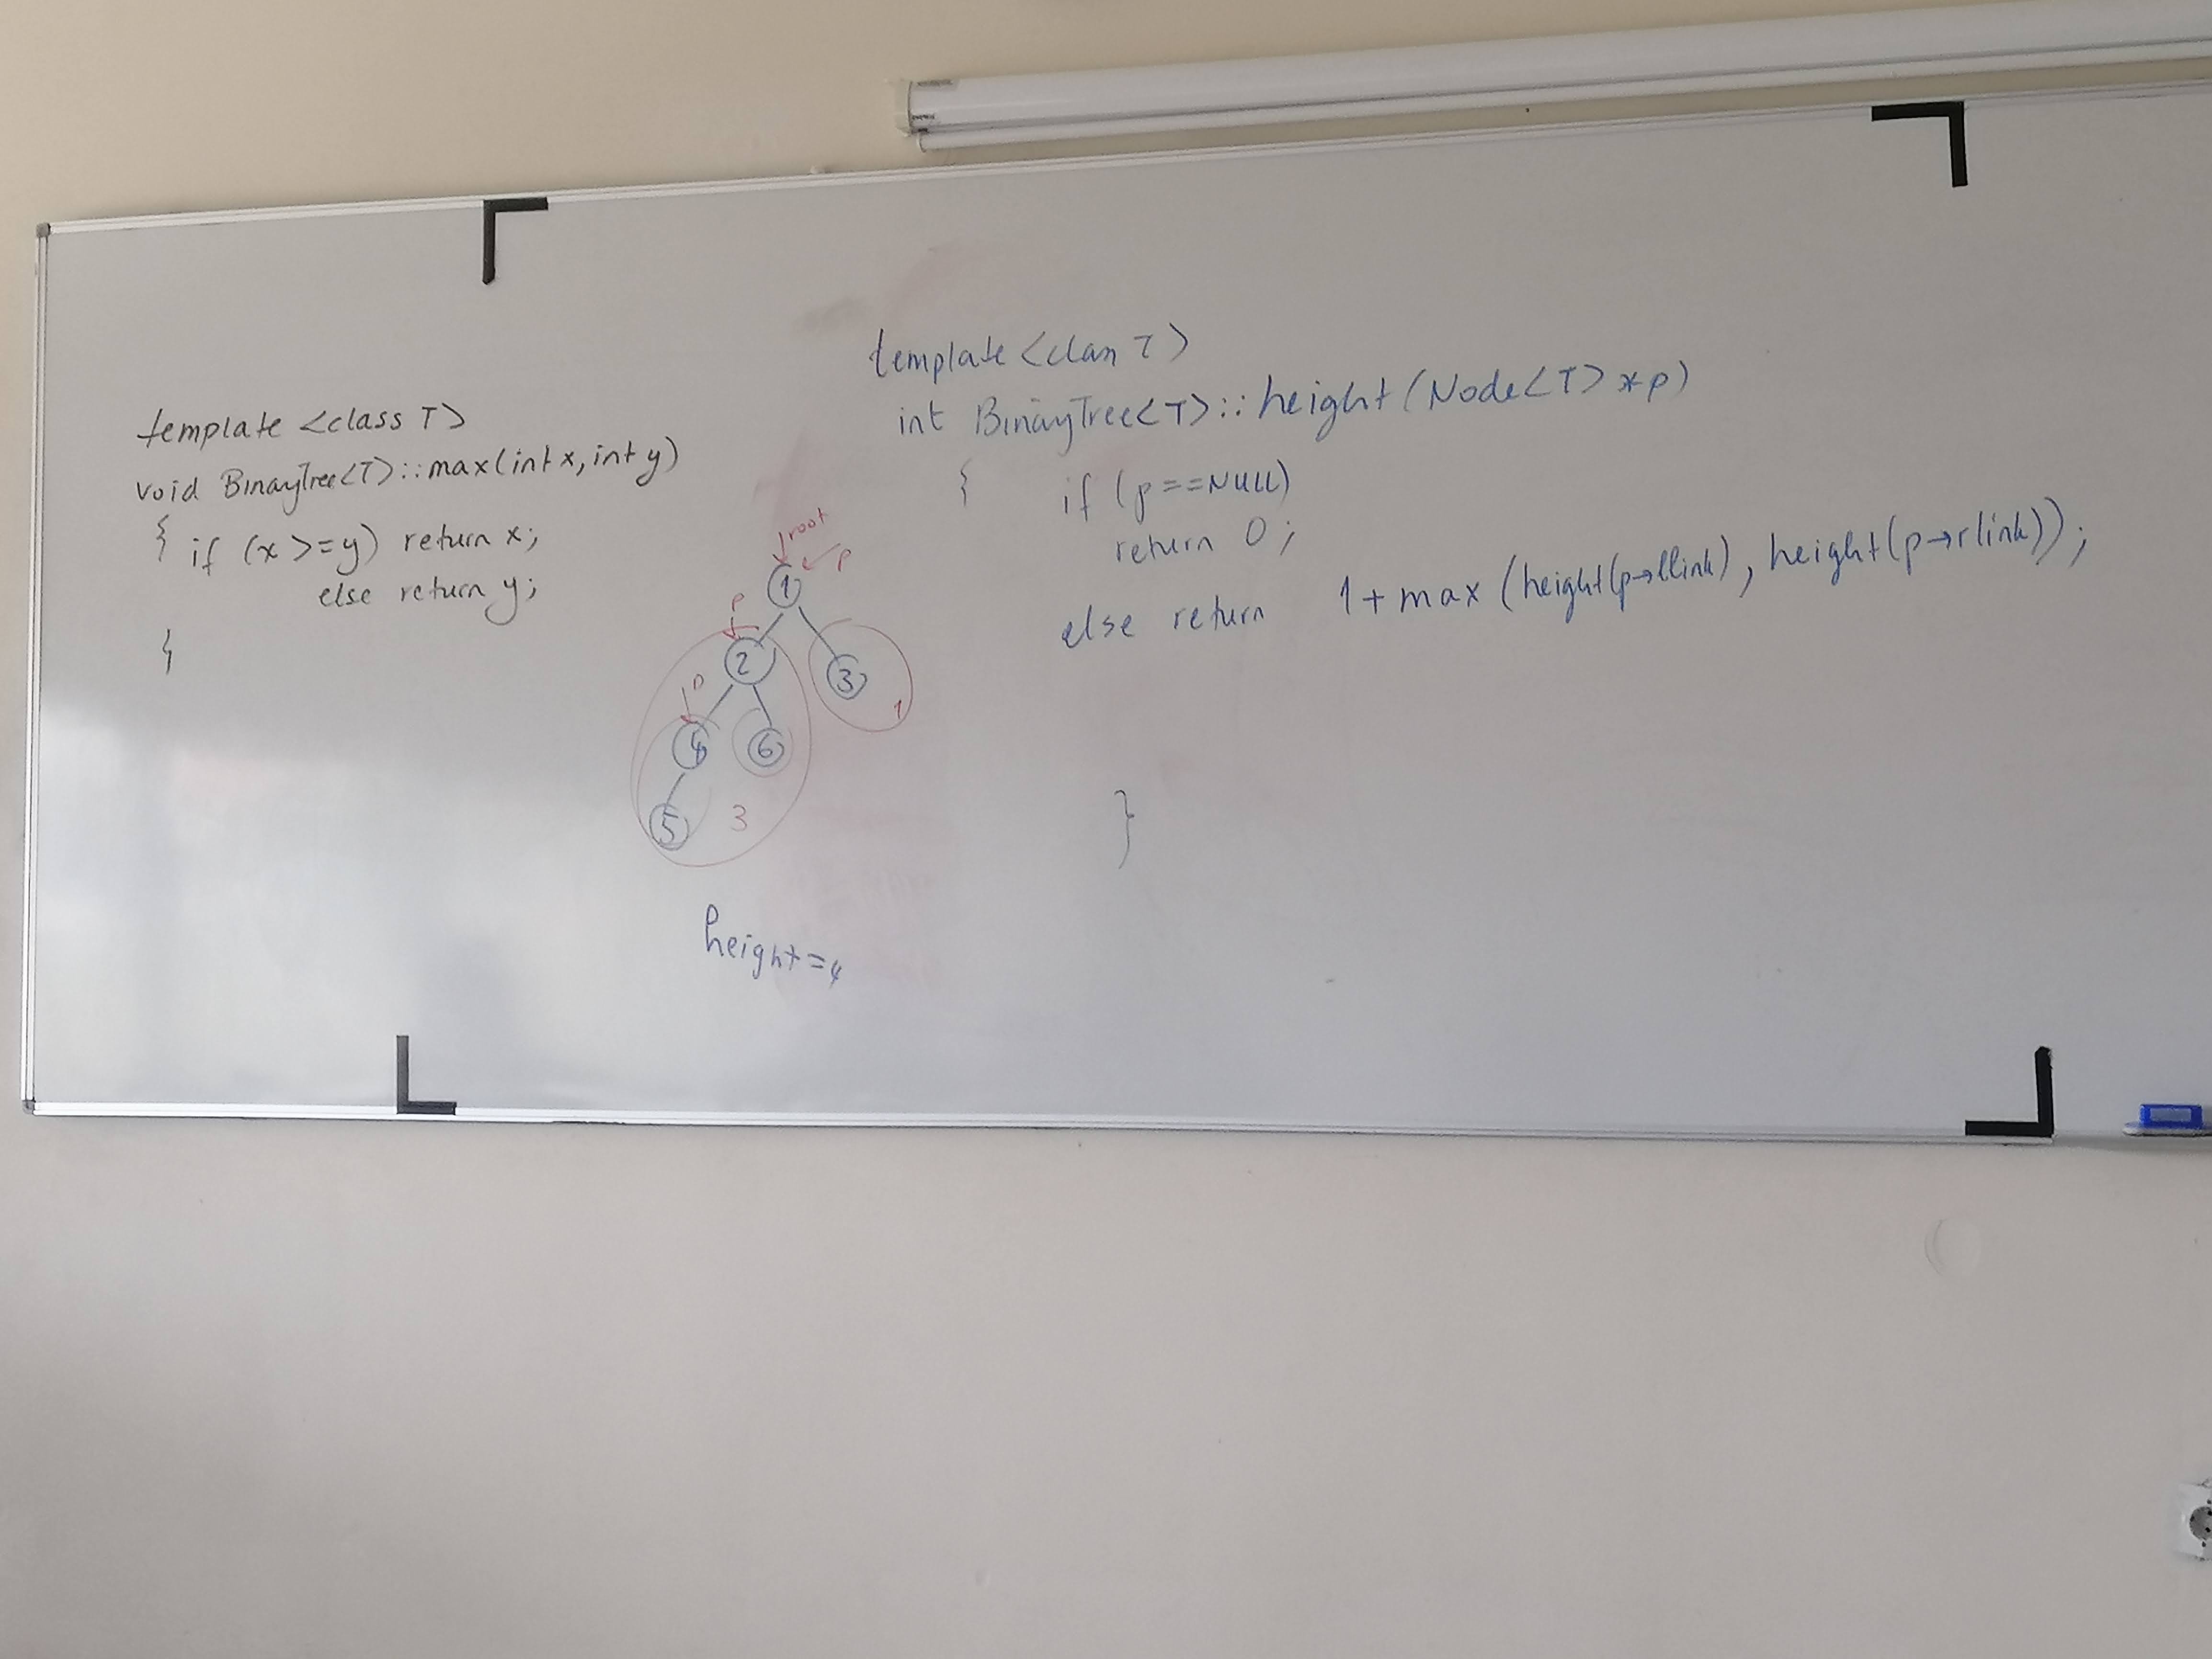 template <class T>
void BinaryTree<T>::max(int x, int y)
{ if (x >= y) return x;
else return y;
}
root
p
1
p
2
3
1
p
4
6
5
3
height=4
template <class T>
int BinaryTree<T>::height(Node<T> *p)
{ if (p==NULL)
return 0;
else return 1+max(height(p→llink), height(p→rlink));
}